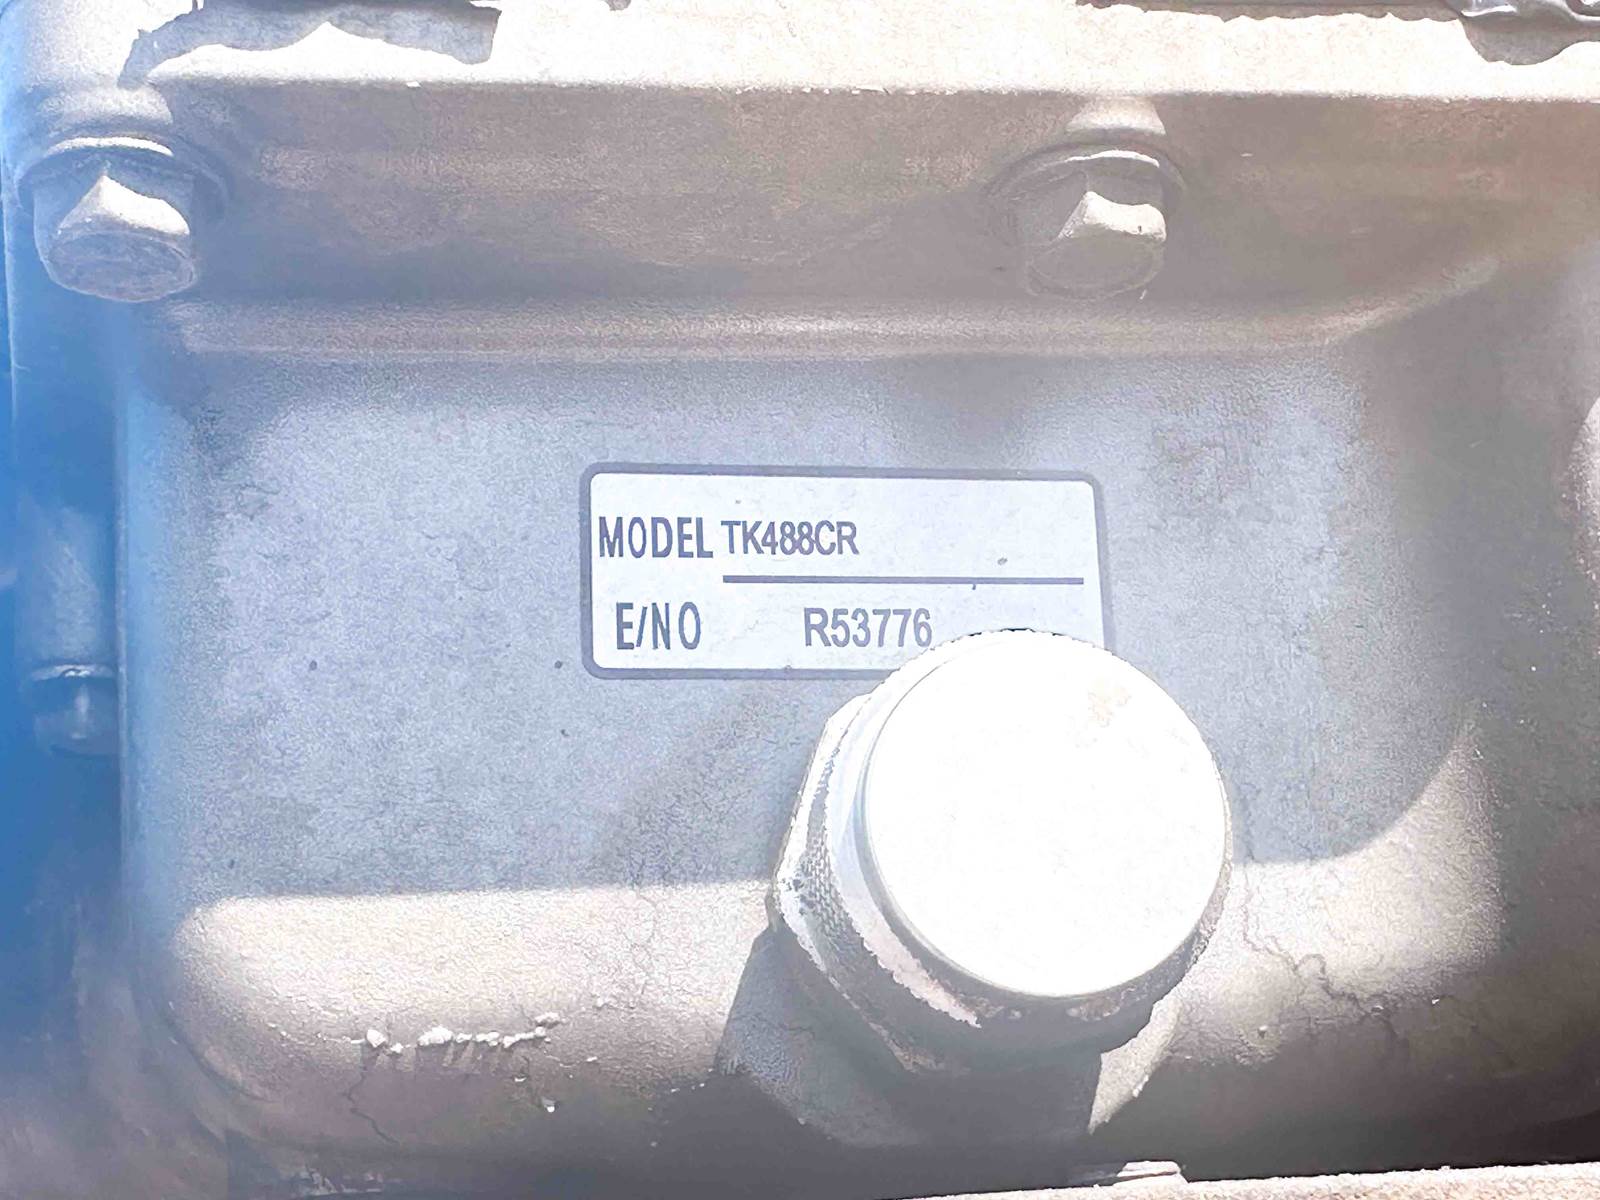 MODEL TK488CR
E/NO R53776